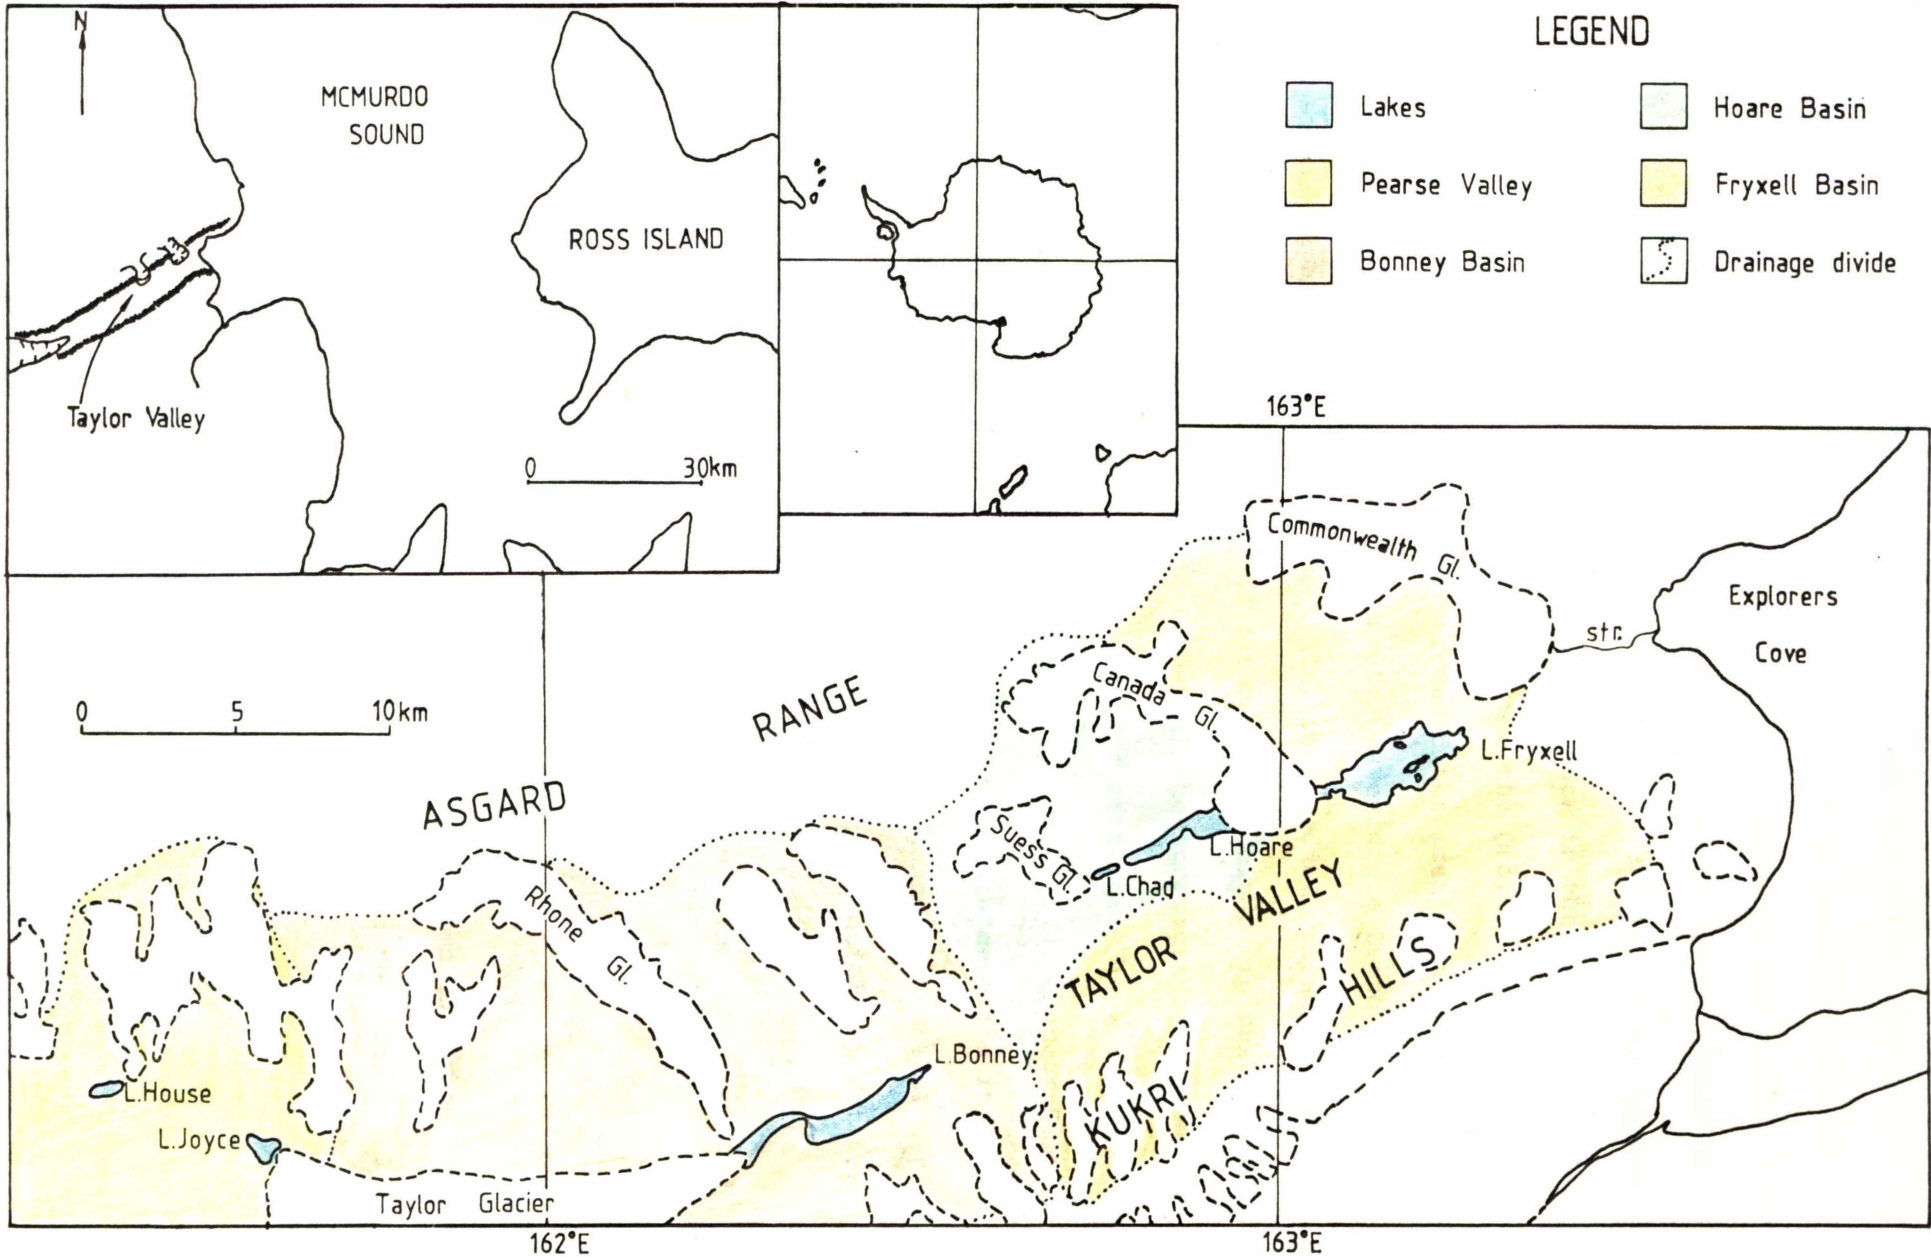 N
MCMURDO
SOUND
ROSS ISLAND
Taylor Valley
0 30km
LEGEND
Lakes
Pearse Valley
Bonney Basin
Hoare Basin
Fryxell Basin
Drainage divide
163°E
Commonwealth Gl.
Explorers
Cove
str.
Canada Gl.
0 5 10km
RANGE
ASGARD
L.Fryxell
Suess Gl.
L.Hoare
L.Chad
VALLEY
TAYLOR
Rhone Gl.
HILLS
KUKRI
L.Bonney
L.House
L.Joyce
Taylor Glacier
162°E
163°E